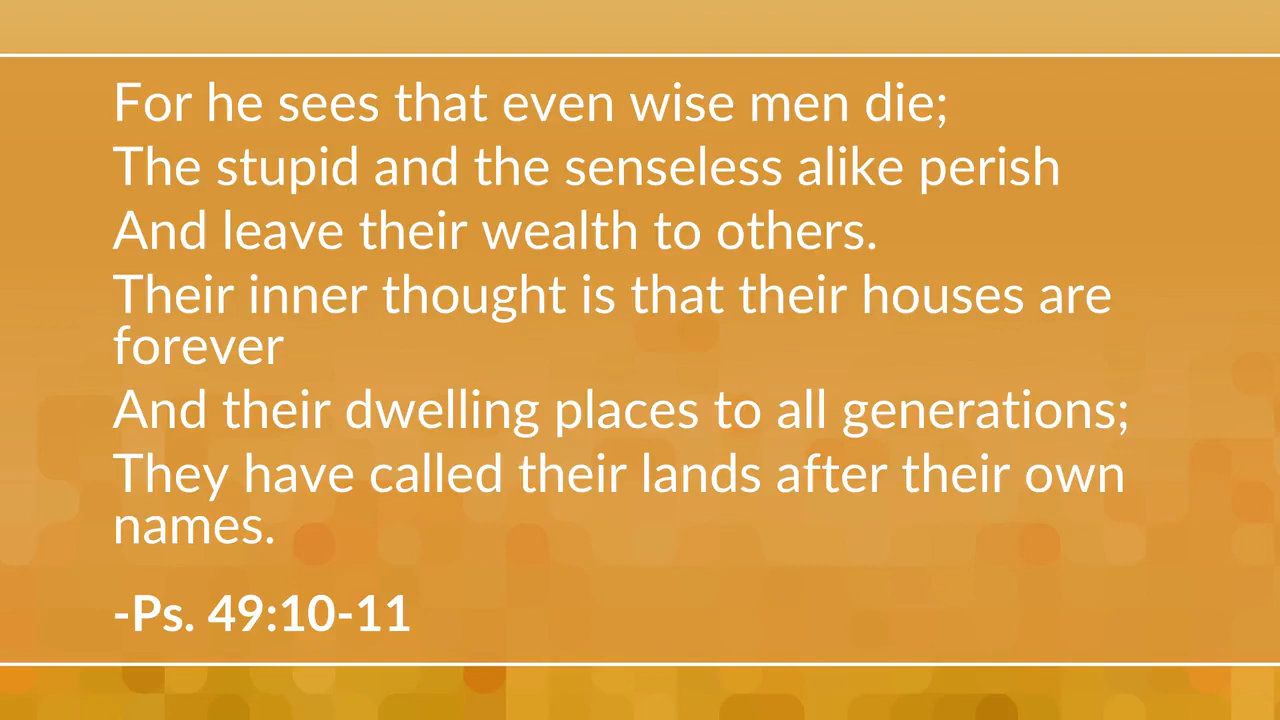 For he sees that even wise men die;
The stupid and the senseless alike perish
And leave their wealth to others.
Their inner thought is that their houses are
forever
And their dwelling places to all generations;
They have called their lands after their own
names.
-Ps. 49:10-11